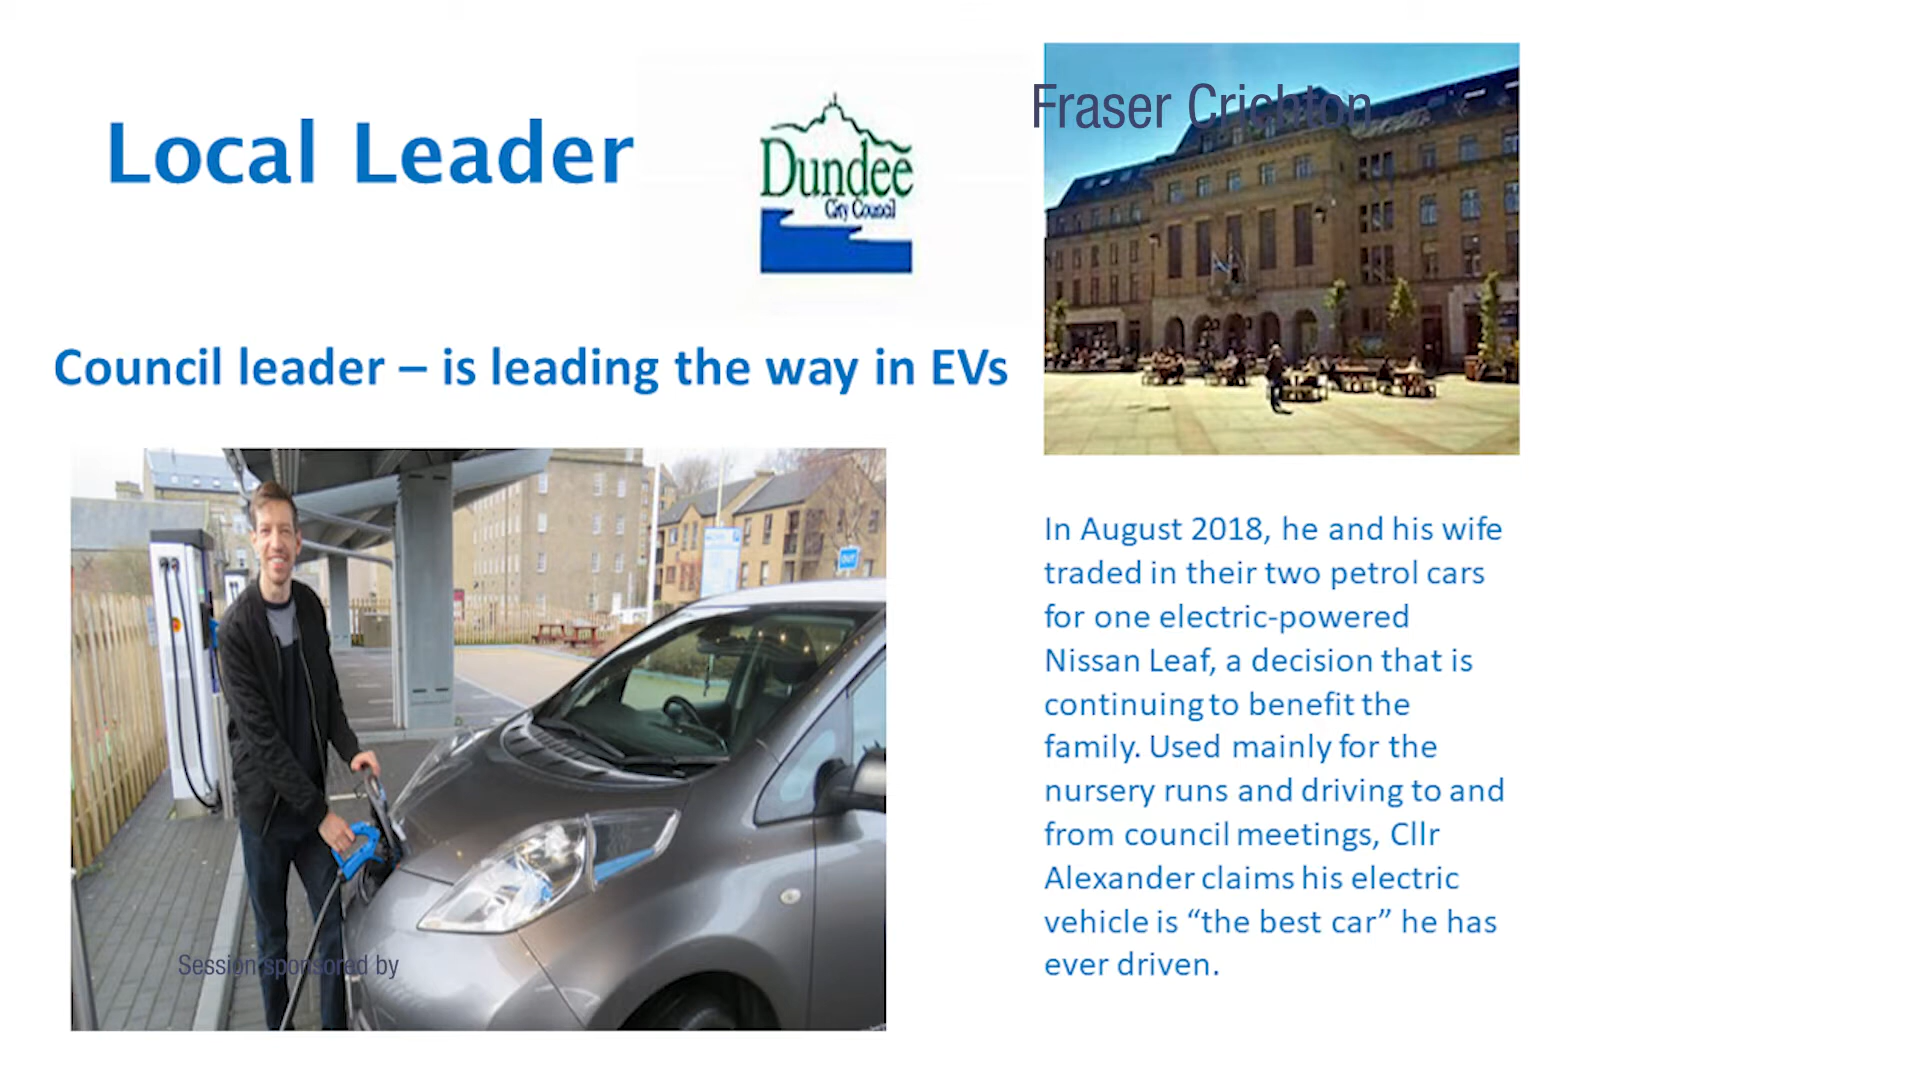 Local Leader
Dundee
City Council
Fraser Crichton
Council leader – is leading the way in EVs
OUT
Session sponsored by
In August 2018, he and his wife
traded in their two petrol cars
for one electric-powered
Nissan Leaf, a decision that is
continuing to benefit the
family. Used mainly for the
nursery runs and driving to and
from council meetings, Cllr
Alexander claims his electric
vehicle is “the best car” he has
ever driven.